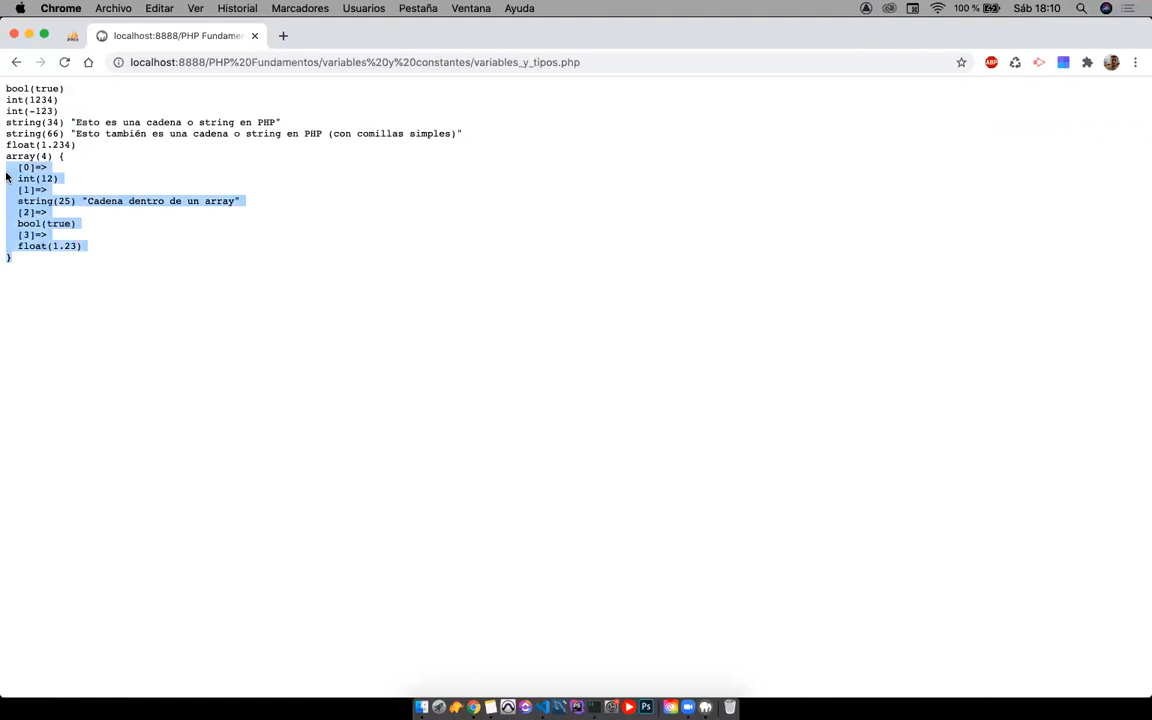 Chrome Archivo Editar Ver Historial Marcadores Usuarios Pestaña Ventana Ayuda 100 % Sáb 18:10
localhost:8888/PHP Fundamen
localhost:8888/PHP%20Fundamentos/variables%20y%20constantes/variables_y_tipos.php
bool(true)
int(1234)
int(-123)
string(34) "Esto es una cadena o string en PHP"
string(66) "Esto también es una cadena o string en PHP (con comillas simples)"
float(1.234)
array(4) {
[0]=>
int(12)
[1]=>
string(25) "Cadena dentro de un array"
[2]=>
bool(true)
[3]=>
float(1.23)
}